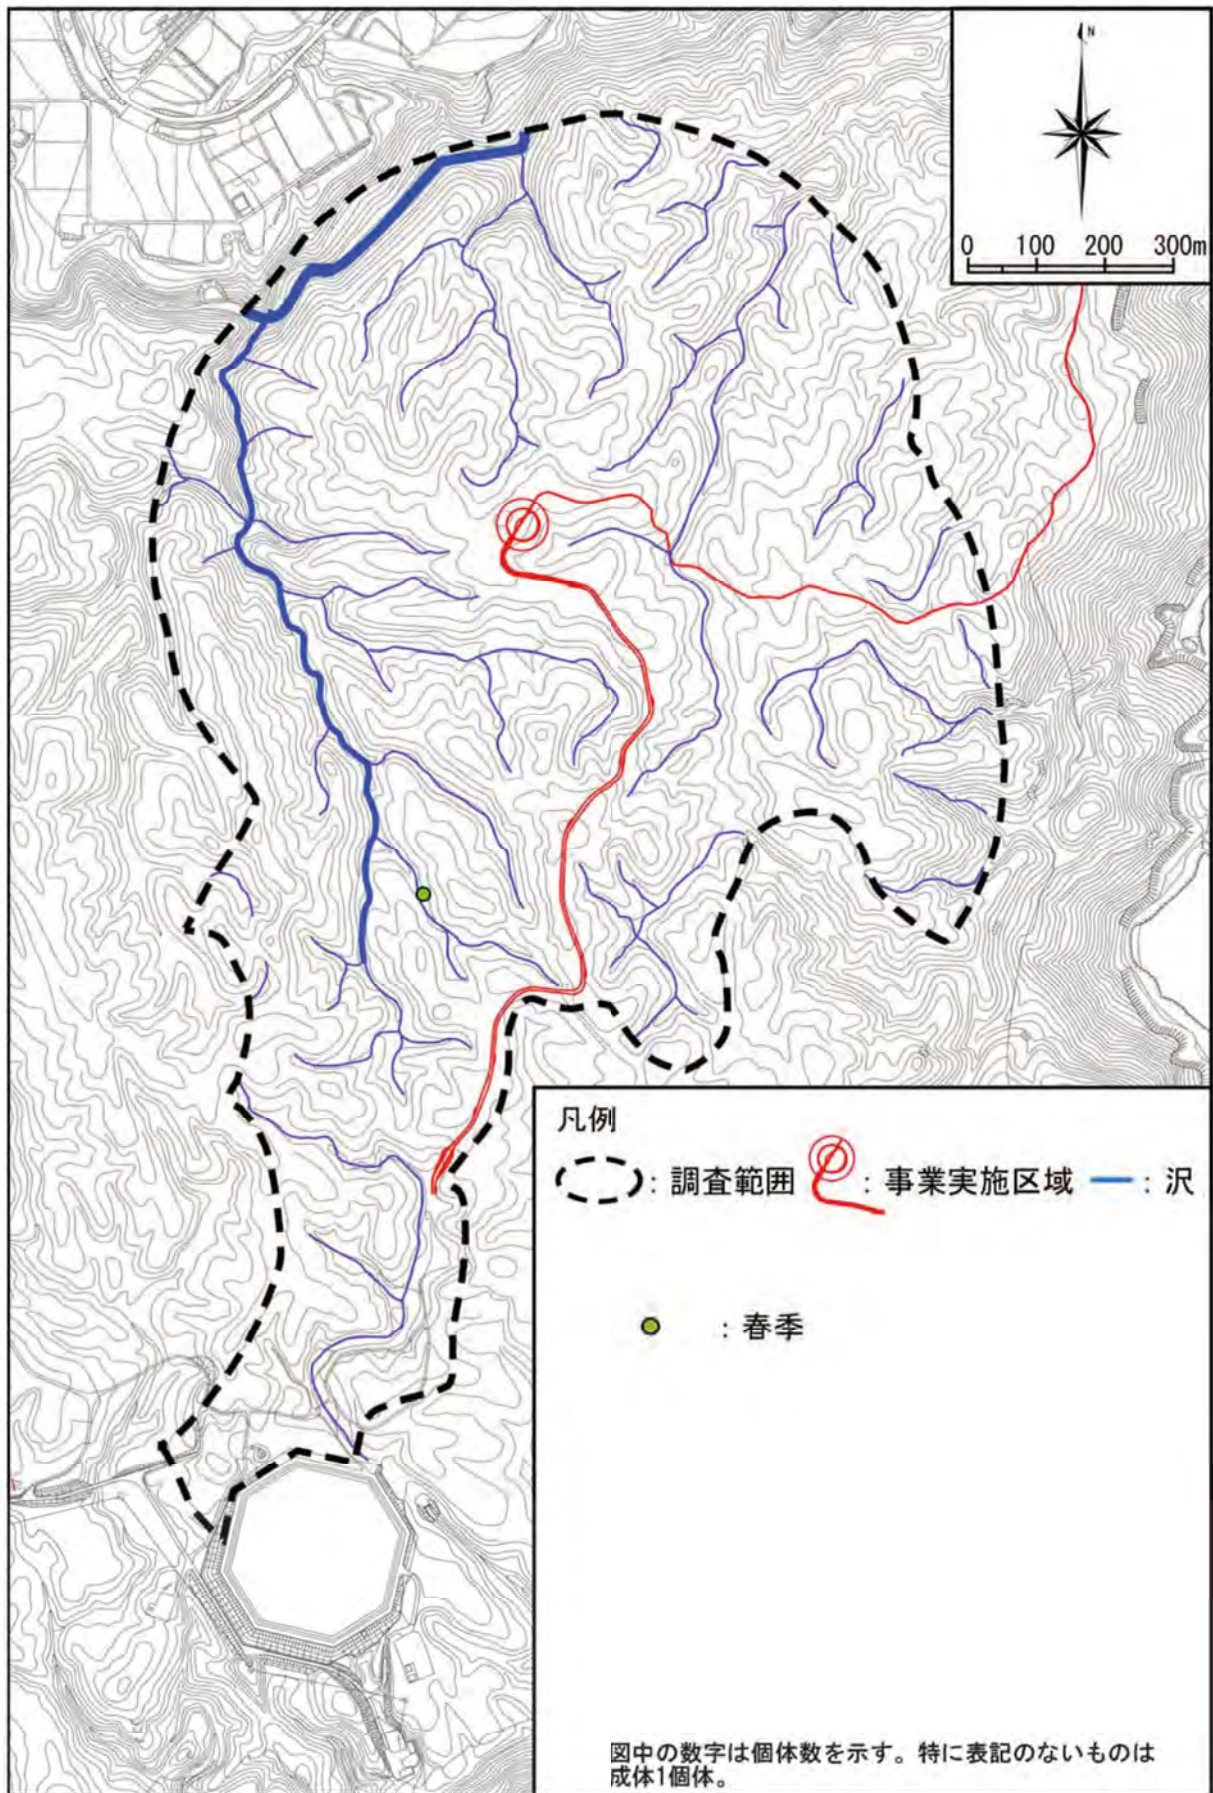 N
0 100 200 300m
凡例
：調査範囲 ：事業実施区域 ：沢
：春季
図中の数字は個体数を示す。特に表記のないものは
成体1個体。